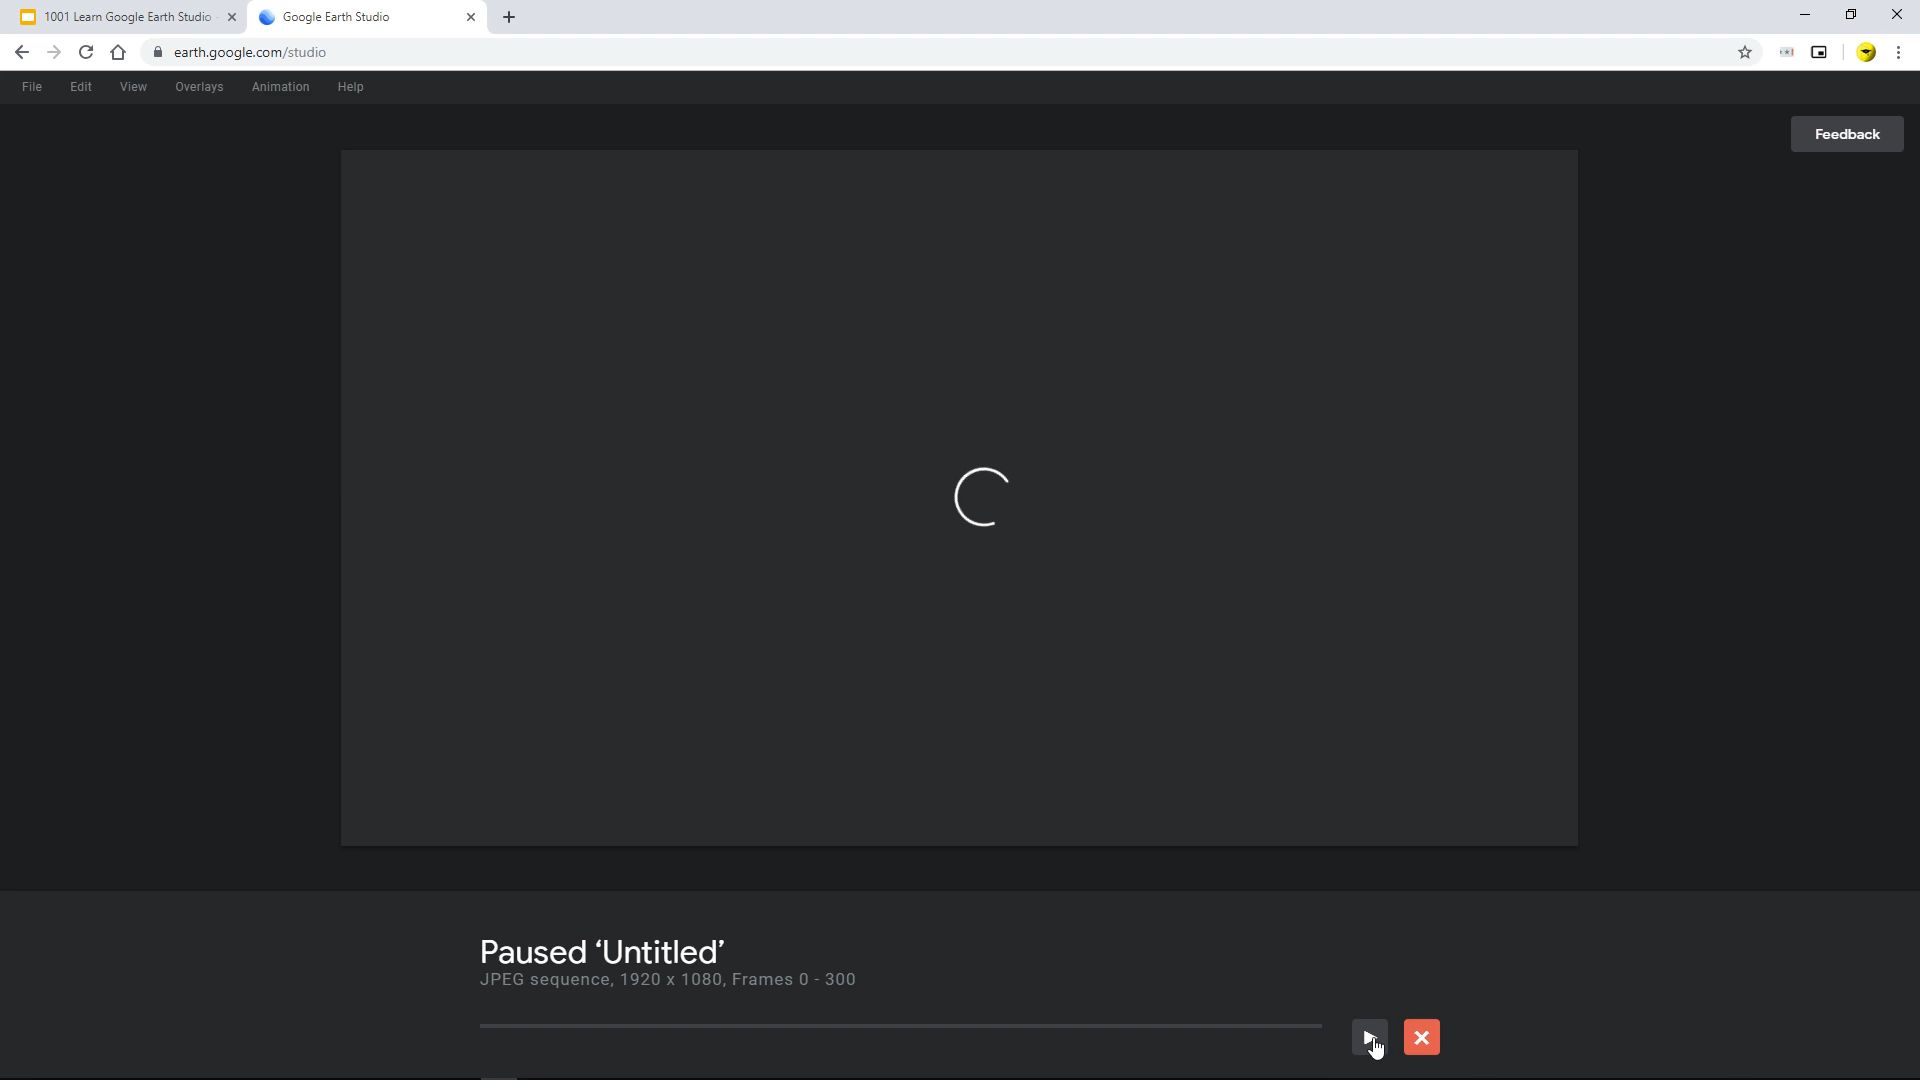 1001 Learn Google Earth Studio
Google Earth Studio
earth.google.com/studio
File Edit View Overlays Animation Help
Feedback
Paused ‘Untitled’
JPEG sequence, 1920 x 1080, Frames 0 - 300